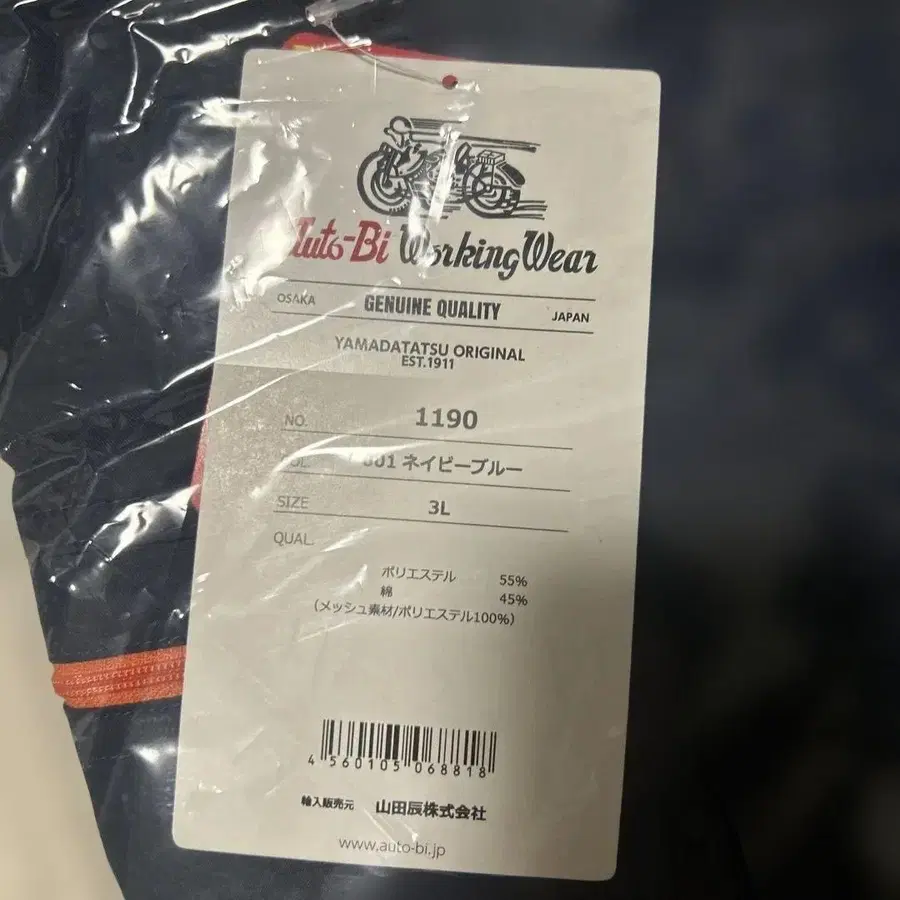 Auto-Bi Working Wear
OSAKA GENUINE QUALITY JAPAN
YAMADATATSU ORIGINAL
EST.1911
NO. 1190
COL. ネイビーブルー
SIZE 3L
QUAL.
ポリエステル 55%
綿 45%
(メッシュ素材/ポリエステル100%)
4 560105 068818
輸入販売元 山田辰株式会社
www.auto-bi.jp